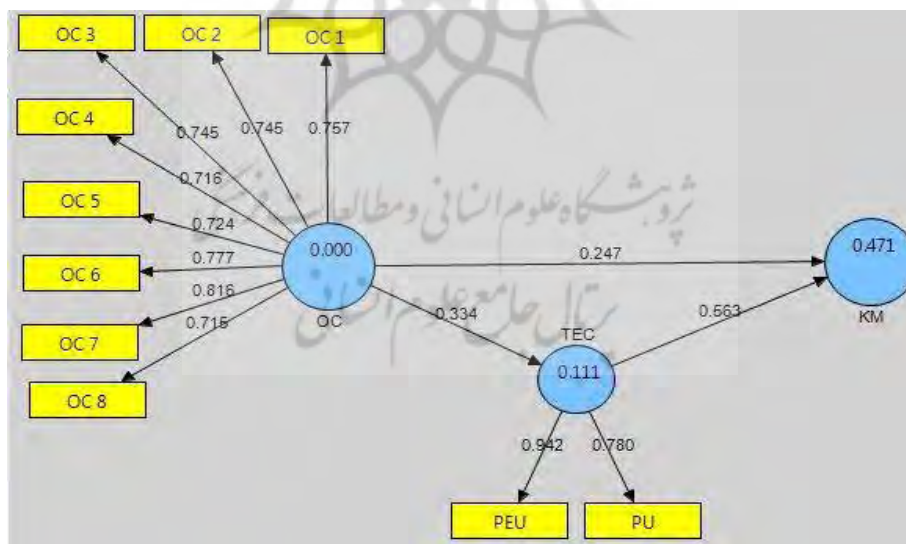 OC 3
OC 2
OC 1
OC 4
0.745
0.745
0.757
0.716
OC 5
0.724
پژوهشگاه علوم انسانی و مطالعات فرهنگی
0.000
0.471
OC 6
0.777
0.247
0.816
OC
KM
OC 7
0.715
پرتال جامع علوم انسانی
0.334
0.563
TEC
OC 8
0.111
0.942
0.780
PEU
PU